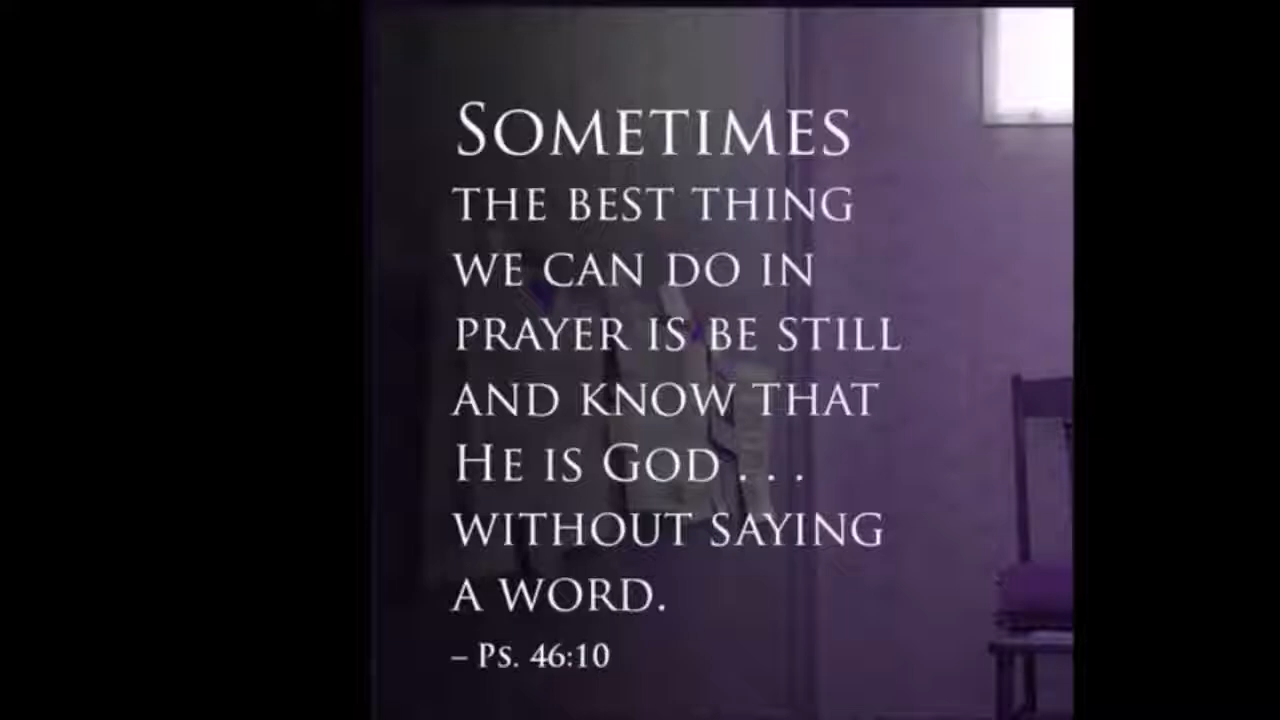 SOMETIMES
THE BEST THING
WE CAN DO IN
PRAYER IS BE STILL
AND KNOW THAT
HE IS GOD . . .
WITHOUT SAYING
A WORD.
– PS. 46:10